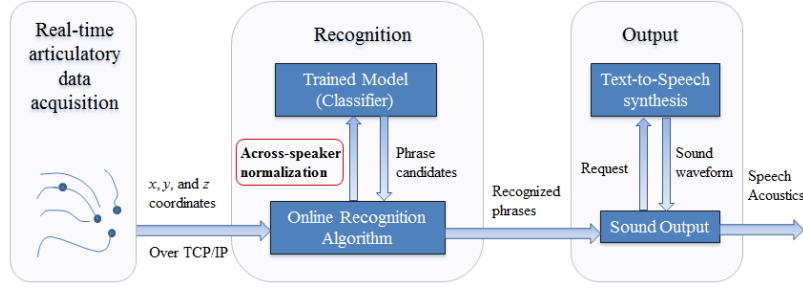 Real-time
articulatory
data
acquisition
x, y, and z
coordinates
Over TCP/IP
Recognition
Trained Model
(Classifier)
Across-speaker
normalization
Phrase
candidates
Online Recognition
Algorithm
Recognized
phrases
Output
Text-to-Speech
synthesis
Request
Sound
waveform
Sound Output
Speech
Acoustics